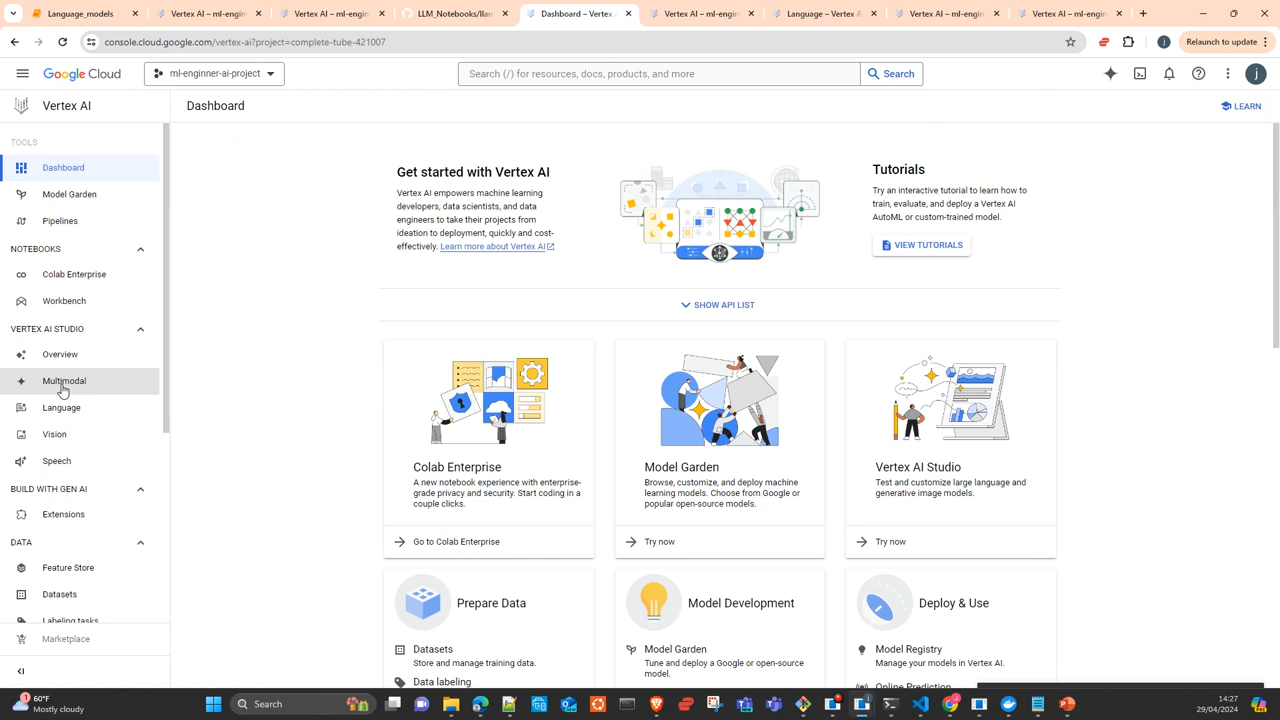 Language_models
Vertex AI – ml-enginner
Vertex AI – ml-engin
LLM_Notebooks/llam
Dashboard – Vertex A
Vertex AI – ml-engin
Language – Vertex A
Vertex AI – ml-engin
Vertex AI – ml-engin
console.cloud.google.com/vertex-ai?project=complete-tube-421007
Relaunch to update
Google Cloud
ml-enginner-ai-project
Search (/) for resources, docs, products, and more
Search
Vertex AI
Dashboard
LEARN
TOOLS
Dashboard
Model Garden
Pipelines
NOTEBOOKS
Colab Enterprise
Workbench
VERTEX AI STUDIO
Overview
Multimodal
Language
Vision
Speech
BUILD WITH GEN AI
Extensions
DATA
Feature Store
Datasets
Labeling tasks
Marketplace
Get started with Vertex AI
Vertex AI empowers machine learning
developers, data scientists, and data
engineers to take their projects from
ideation to deployment, quickly and cost-
effectively. Learn more about Vertex AI
Tutorials
Try an interactive tutorial to learn how to
train, evaluate, and deploy a Vertex AI
AutoML or custom-trained model.
VIEW TUTORIALS
SHOW API LIST
Colab Enterprise
A new notebook experience with enterprise-
grade privacy and security. Start coding in a
couple clicks.
Go to Colab Enterprise
Model Garden
Browse, customize, and deploy machine
learning models. Choose from Google or
popular open-source models.
Try now
Vertex AI Studio
Test and customize large language and
generative image models.
Try now
Prepare Data
Datasets
Store and manage training data.
Data labeling
Model Development
Model Garden
Tune and deploy a Google or open-source
model.
Deploy & Use
Model Registry
Manage your models in Vertex AI.
Online Prediction
60°F
Mostly cloudy
Search
14:27
29/04/2024